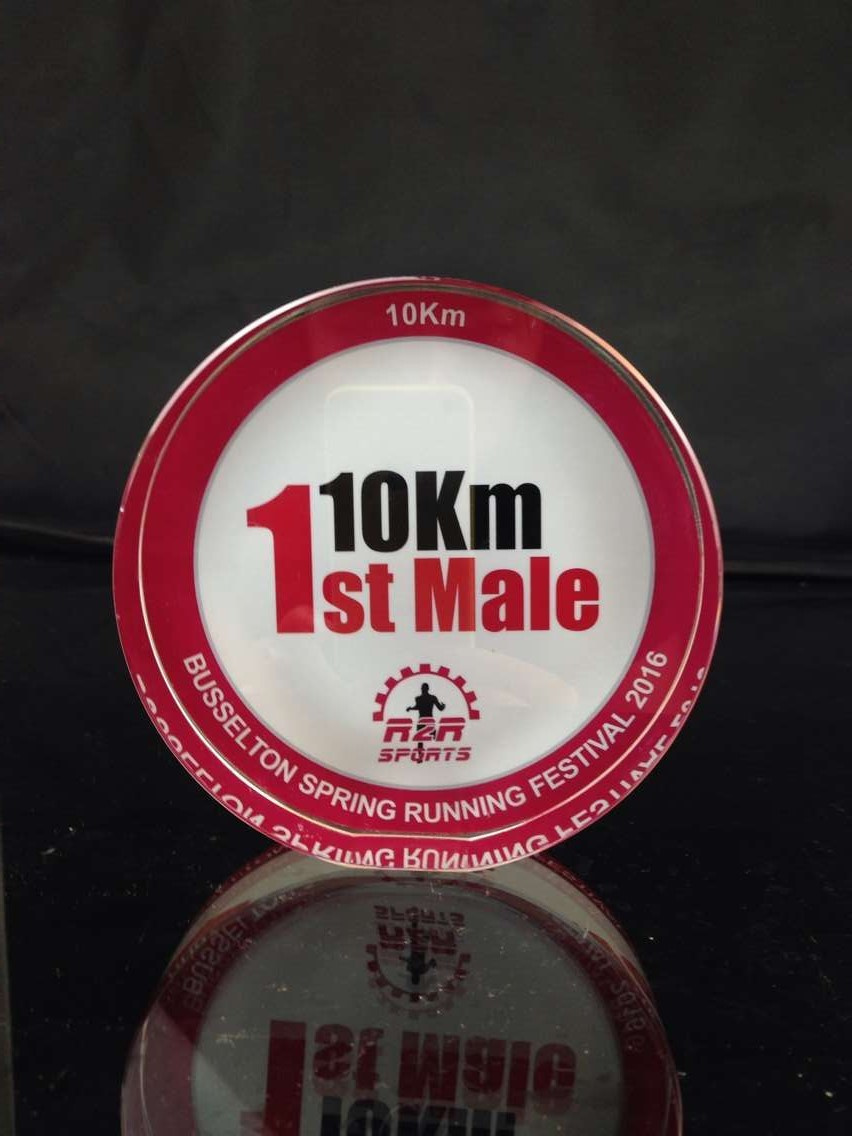 10Km
10Km
1st Male
R2R
SPORTS
BUSSELTON SPRING RUNNING FESTIVAL 2016